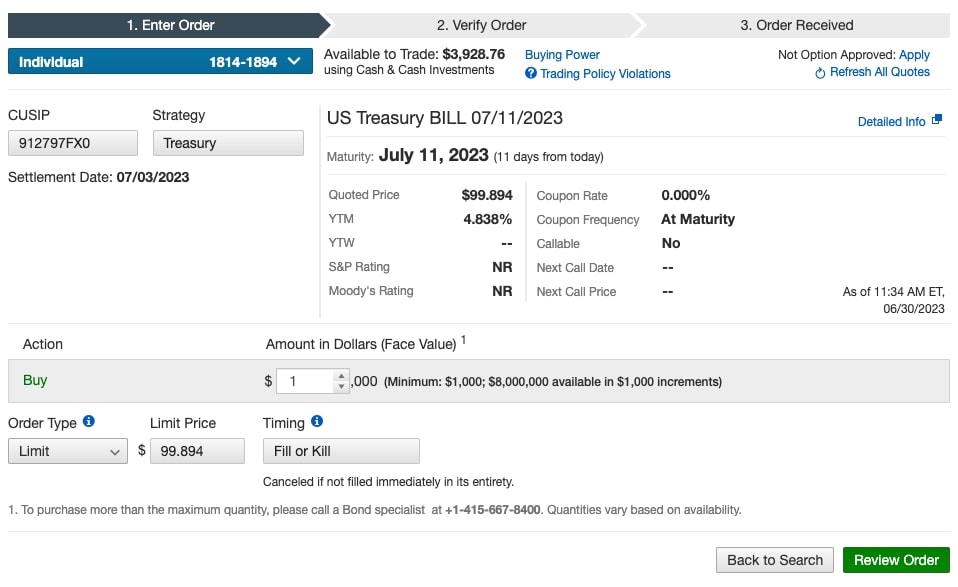 1. Enter Order
2. Verify Order
3. Order Received
Individual 1814-1894
Available to Trade: $3,928.76
using Cash & Cash Investments
Buying Power
Trading Policy Violations
Not Option Approved: Apply
Refresh All Quotes
CUSIP
912797FX0
Strategy
Treasury
Settlement Date: 07/03/2023
US Treasury BILL 07/11/2023
Detailed Info
Maturity: July 11, 2023 (11 days from today)
Quoted Price $99.894
YTM 4.838%
YTW --
S&P Rating NR
Moody's Rating NR
Coupon Rate 0.000%
Coupon Frequency At Maturity
Callable No
Next Call Date --
Next Call Price --
As of 11:34 AM ET,
06/30/2023
Action
Amount in Dollars (Face Value) 1
Buy
$ 1 ,000 (Minimum: $1,000; $8,000,000 available in $1,000 increments)
Order Type
Limit
Limit Price
$ 99.894
Timing
Fill or Kill
Canceled if not filled immediately in its entirety.
1. To purchase more than the maximum quantity, please call a Bond specialist at +1-415-667-8400. Quantities vary based on availability.
Back to Search
Review Order